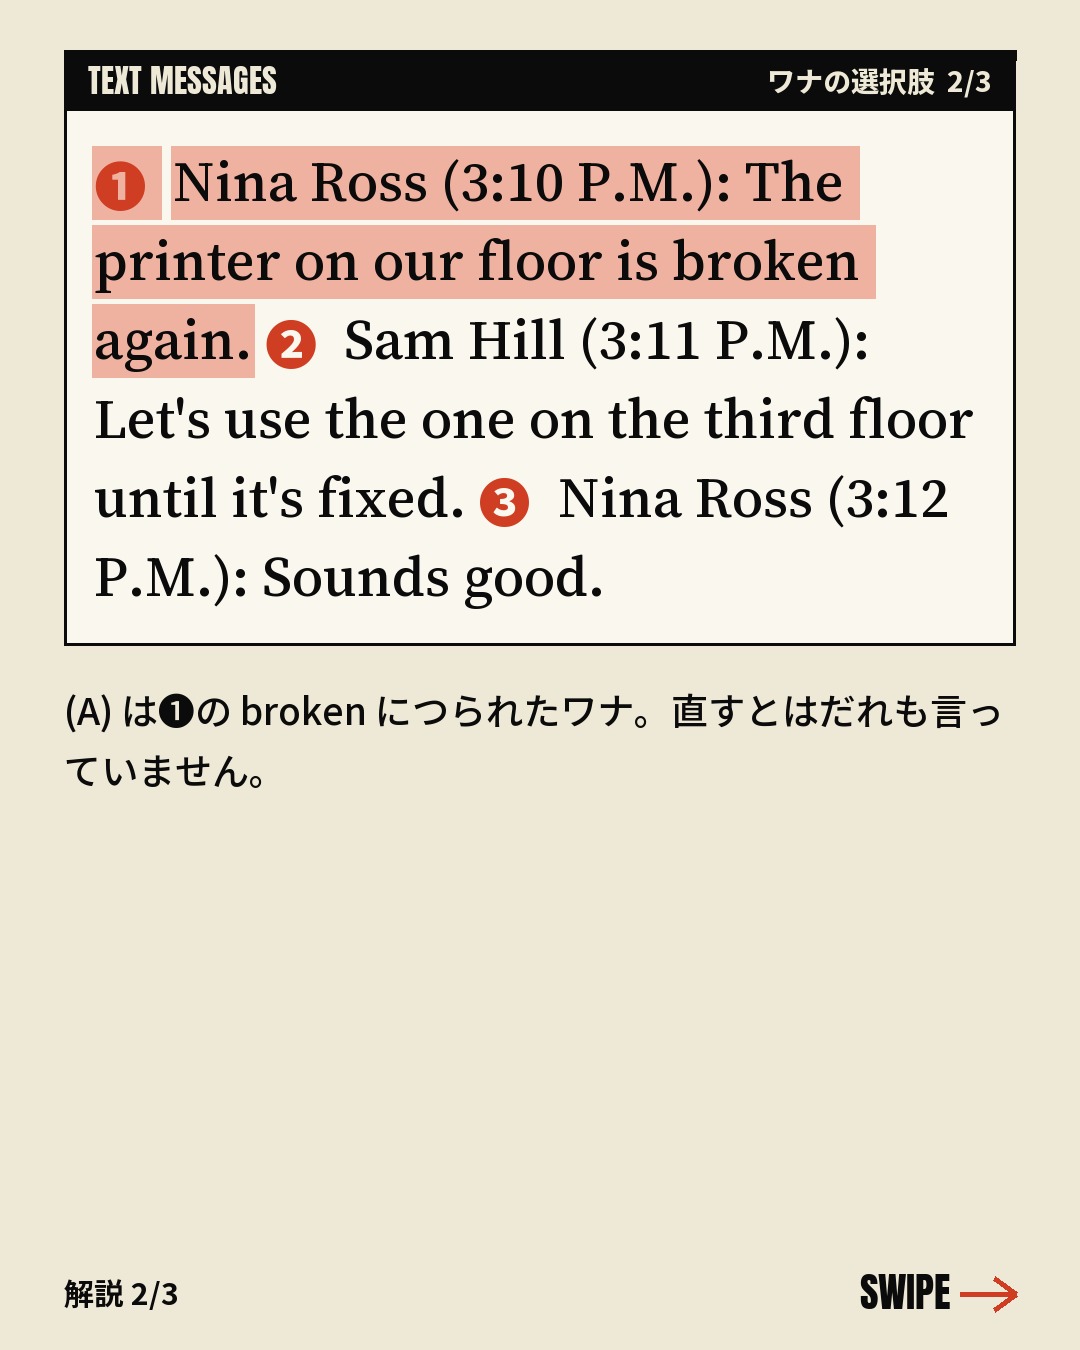 TEXT MESSAGES
ワナの選択肢 2/3
❶ Nina Ross (3:10 P.M.): The
printer on our floor is broken
again. ❷ Sam Hill (3:11 P.M.):
Let's use the one on the third floor
until it's fixed. ❸ Nina Ross (3:12
P.M.): Sounds good.
(A) は❶の broken につられたワナ。直すとはだれも言っ
ていません。
解説 2/3
SWIPE